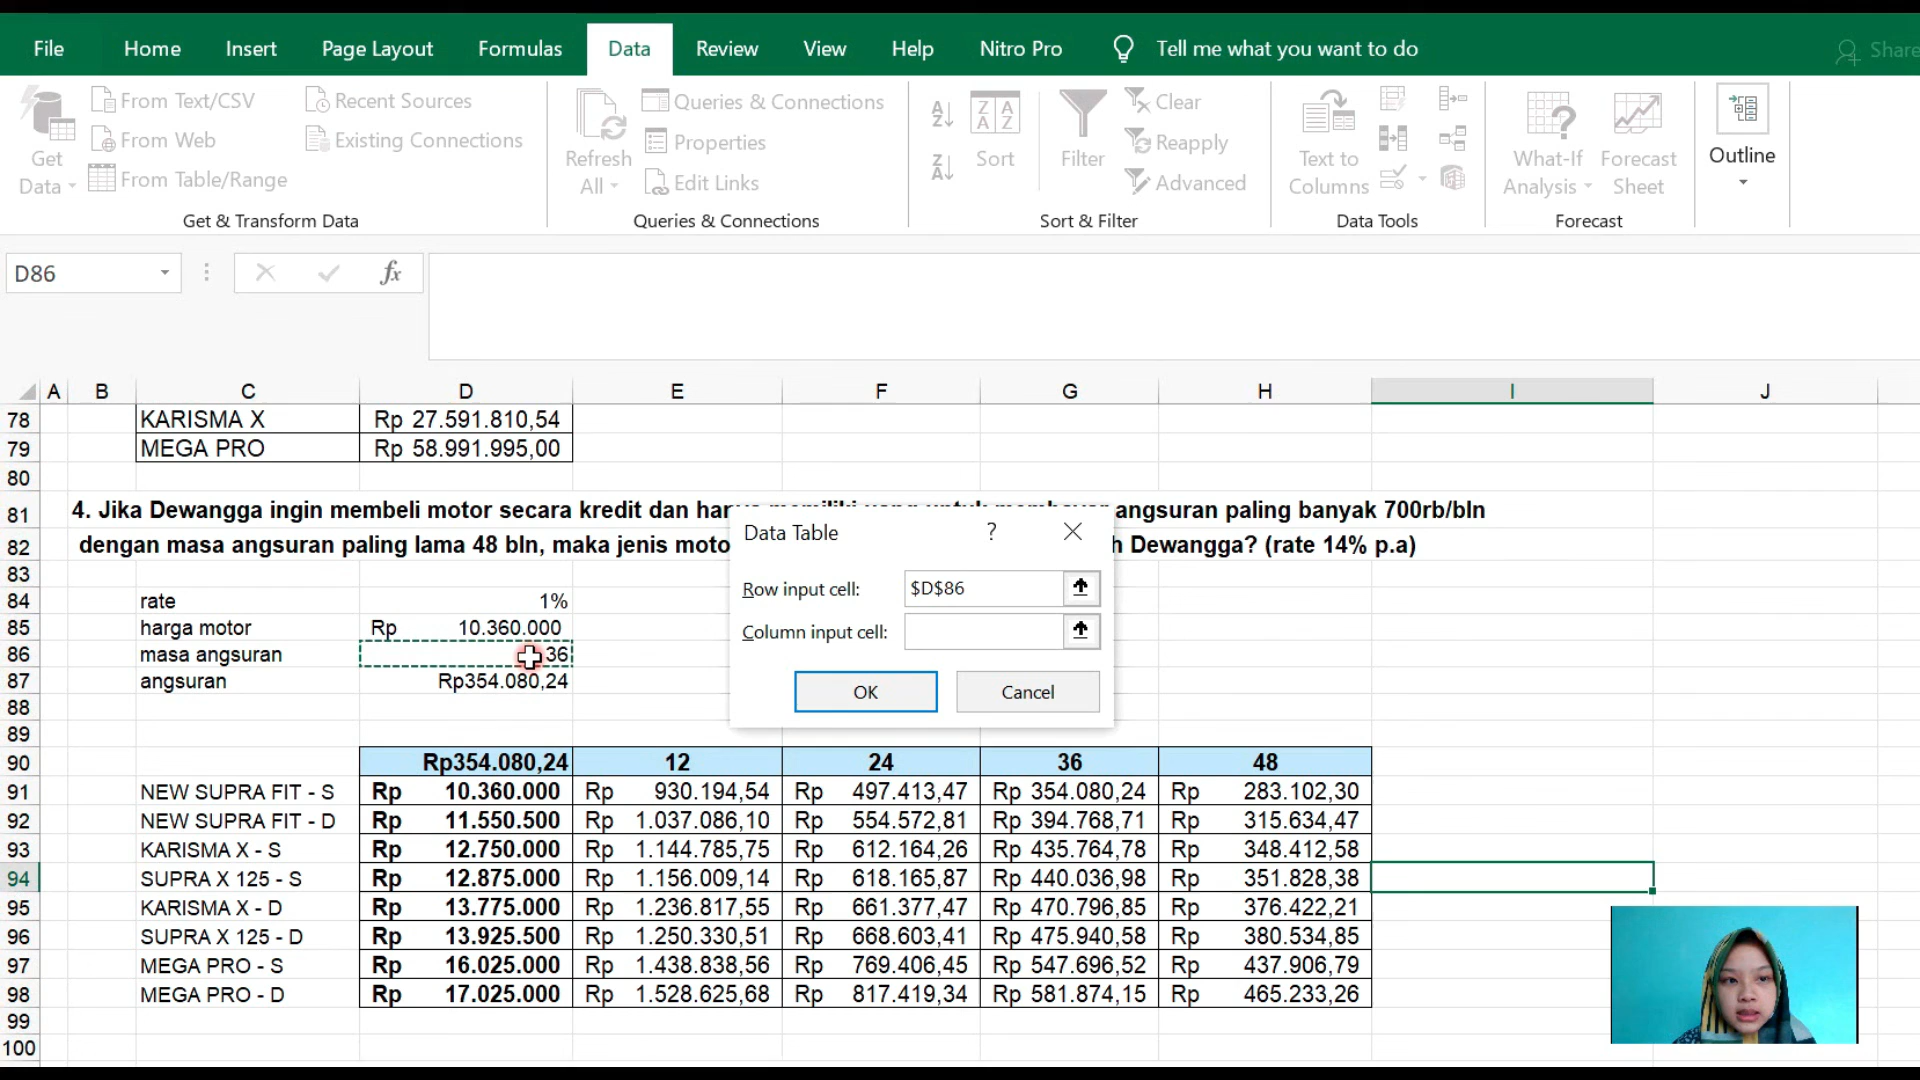 File Home Insert Page Layout Formulas Data Review View Help Nitro Pro Tell me what you want to do Share
From Text/CSV Recent Sources Queries & Connections Clear
From Web Existing Connections Properties Reapply
Get Data From Table/Range Refresh All Edit Links Sort Filter Advanced Text to Columns What-If Analysis Forecast Sheet Outline
Get & Transform Data Queries & Connections Sort & Filter Data Tools Forecast
D86 fx
A B C D E F G H I J
78 KARISMA X Rp 27.591.810,54
79 MEGA PRO Rp 58.991.995,00
80
81 4. Jika Dewangga ingin membeli motor secara kredit dan angsuran paling banyak 700rb/bln
82 dengan masa angsuran paling lama 48 bln, maka jenis Dewangga? (rate 14% p.a)
83
84 rate 1%
85 harga motor Rp 10.360.000
86 masa angsuran 36
87 angsuran Rp354.080,24
88
89
90 Rp354.080,24 12 24 36 48
91 NEW SUPRA FIT - S Rp 10.360.000 Rp 930.194,54 Rp 497.413,47 Rp 354.080,24 Rp 283.102,30
92 NEW SUPRA FIT - D Rp 11.550.500 Rp 1.037.086,10 Rp 554.572,81 Rp 394.768,71 Rp 315.634,47
93 KARISMA X - S Rp 12.750.000 Rp 1.144.785,75 Rp 612.164,26 Rp 435.764,78 Rp 348.412,58
94 SUPRA X 125 - S Rp 12.875.000 Rp 1.156.009,14 Rp 618.165,87 Rp 440.036,98 Rp 351.828,38
95 KARISMA X - D Rp 13.775.000 Rp 1.236.817,55 Rp 661.377,47 Rp 470.796,85 Rp 376.422,21
96 SUPRA X 125 - D Rp 13.925.500 Rp 1.250.330,51 Rp 668.603,41 Rp 475.940,58 Rp 380.534,85
97 MEGA PRO - S Rp 16.025.000 Rp 1.438.838,56 Rp 769.406,45 Rp 547.696,52 Rp 437.906,79
98 MEGA PRO - D Rp 17.025.000 Rp 1.528.625,68 Rp 817.419,34 Rp 581.874,15 Rp 465.233,26
99
100
Data Table ?
Row input cell: $D$86
Column input cell:
OK Cancel